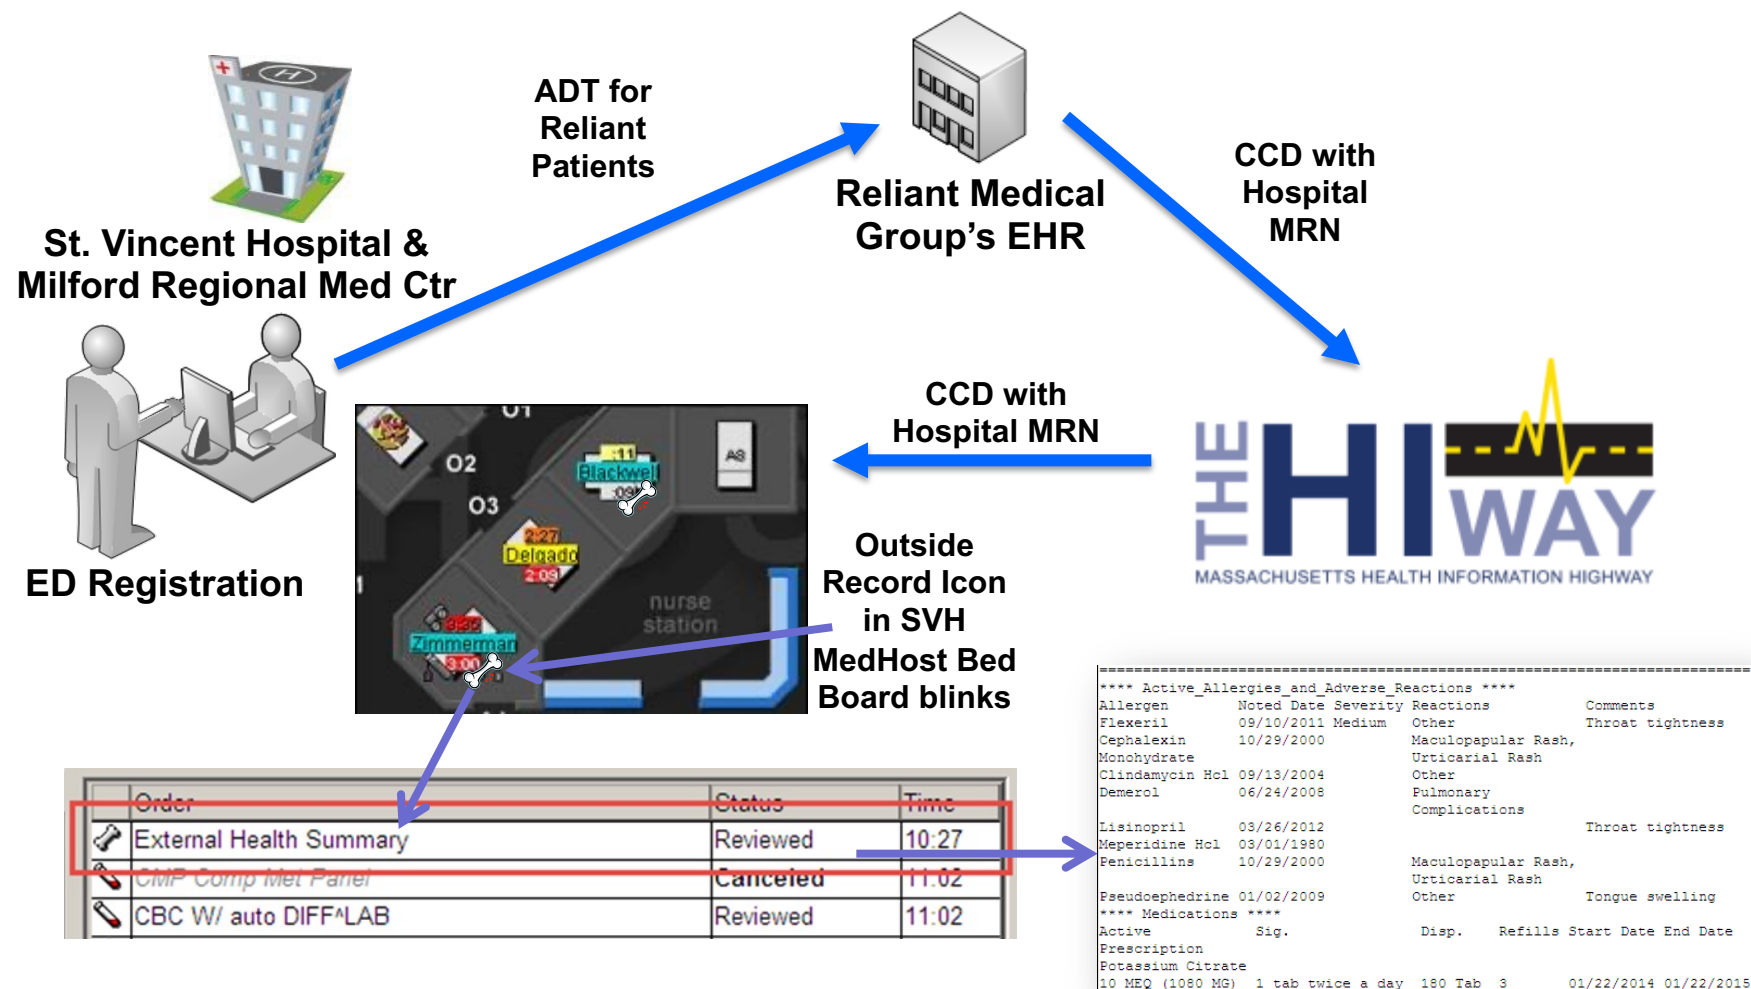 ADT for
Reliant
Patients
CCD with
Hospital
MRN
Reliant Medical
Group's EHR
St. Vincent Hospital &
Milford Regional Med Ctr
ED Registration
CCD with
Hospital MRN
THE
HIWAY
MASSACHUSETTS HEALTH INFORMATION HIGHWAY
O1
O2
O3
:11
Blackwell
:09
A8
2:27
Delgado
2:09
nurse
station
3:35
Zimmerman
3:00
Outside
Record Icon
in SVH
MedHost Bed
Board blinks
Order Status Time
External Health Summary Reviewed 10:27
CMP Comp Met Panel Canceled 11:02
CBC W/ auto DIFF^LAB Reviewed 11:02
**** Active_Allergies_and_Adverse_Reactions ****
Allergen Noted Date Severity Reactions Comments
Flexeril 09/10/2011 Medium Other Throat tightness
Cephalexin 10/29/2000 Maculopapular Rash,
Monohydrate Urticarial Rash
Clindamycin Hcl 09/13/2004 Other
Demerol 06/24/2008 Pulmonary
Complications
Lisinopril 03/26/2012 Throat tightness
Meperidine Hcl 03/01/1980
Penicillins 10/29/2000 Maculopapular Rash,
Urticarial Rash
Pseudoephedrine 01/02/2009 Other Tongue swelling
**** Medications ****
Active Sig. Disp. Refills Start Date End Date
Prescription
Potassium Citrate
10 MEQ (1080 MG) 1 tab twice a day 180 Tab 3 01/22/2014 01/22/2015